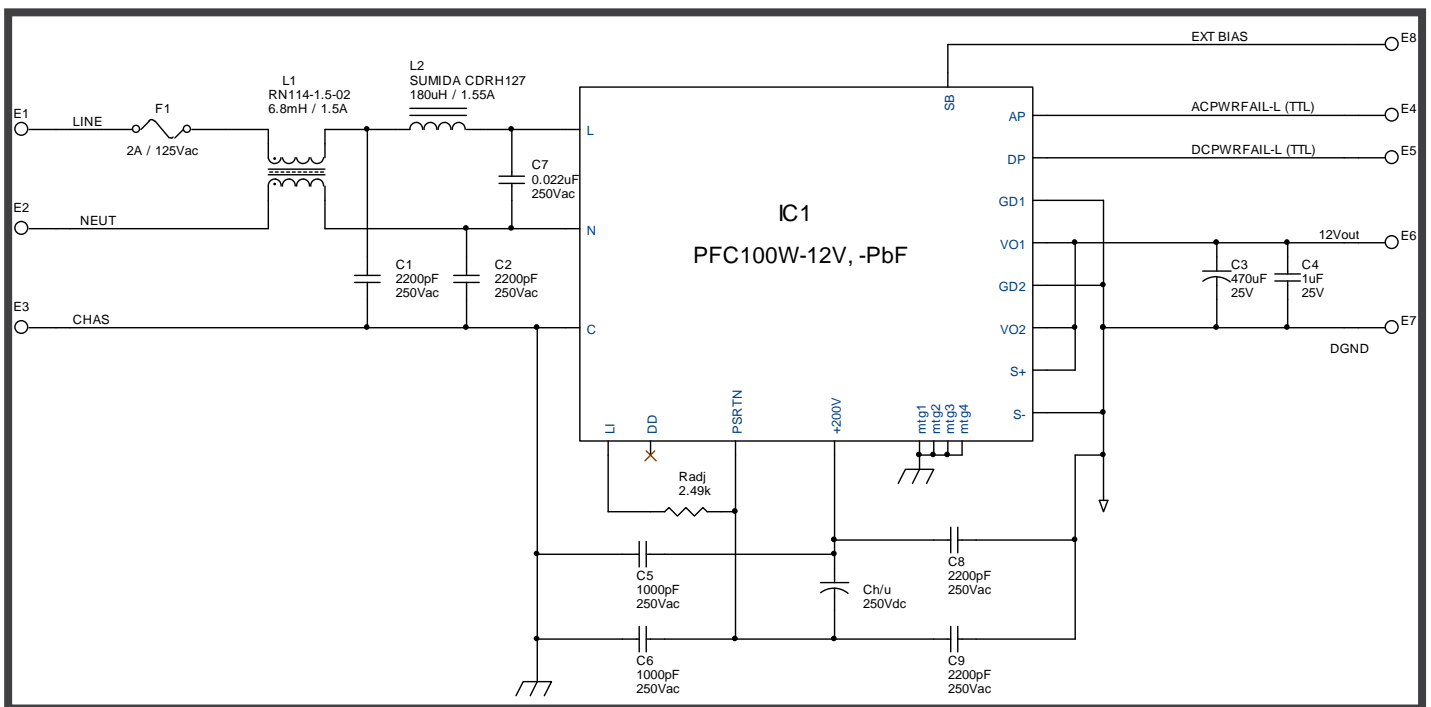 EXT BIAS
E8
L2
SUMIDA CDRH127
180uH / 1.55A
L1
RN114-1.5-02
6.8mH / 1.5A
F1
E1
LINE
2A / 125Vac
SB
AP
ACPWRFAIL-L (TTL)
E4
L
DP
DCPWRFAIL-L (TTL)
E5
C7
0.022uF
250Vac
E2
NEUT
N
IC1
PFC100W-12V, -PbF
GD1
VO1
12Vout
E6
C1
2200pF
250Vac
C2
2200pF
250Vac
GD2
C3
470uF
25V
C4
1uF
25V
E3
CHAS
C
VO2
E7
DGND
S+
S-
LI
DD
PSRTN
+200V
mtg1
mtg2
mtg3
mtg4
Radj
2.49k
C5
1000pF
250Vac
Ch/u
250Vdc
C8
2200pF
250Vac
C6
1000pF
250Vac
C9
2200pF
250Vac